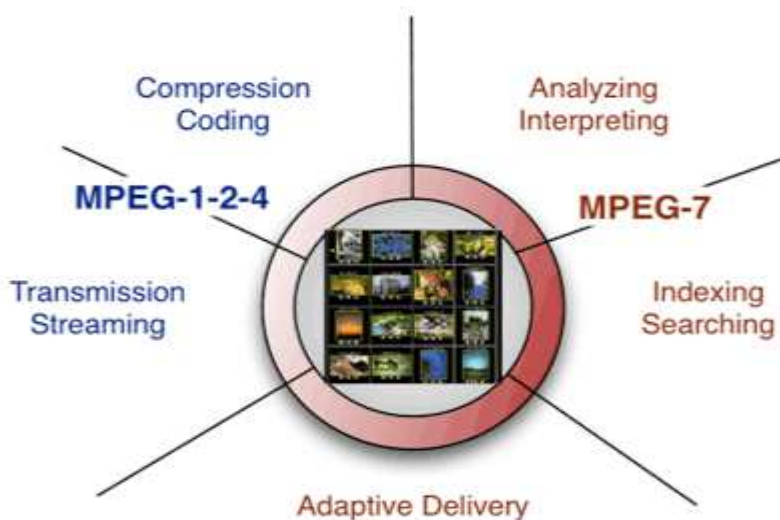 Compression
Coding
Analyzing
Interpreting
MPEG-1-2-4
MPEG-7
Transmission
Streaming
Indexing
Searching
Adaptive Delivery